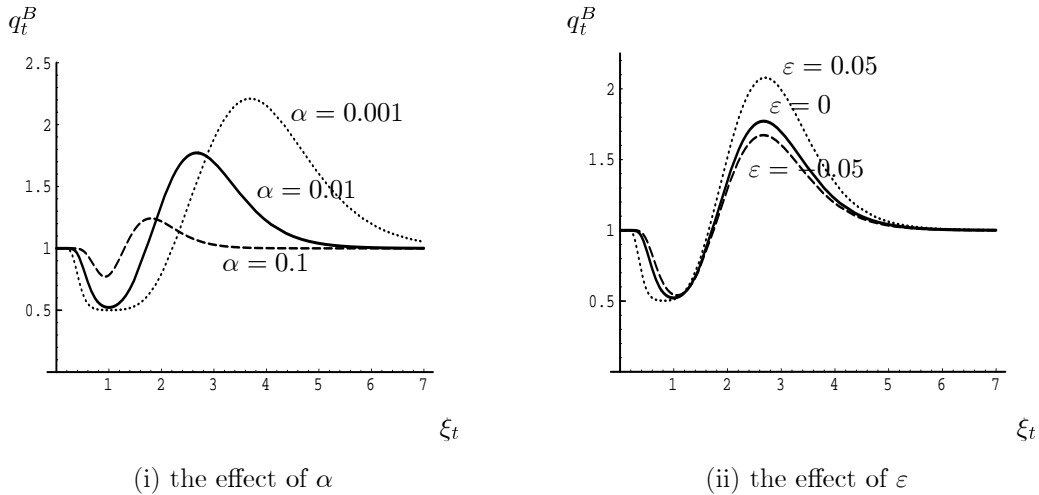 q_t^B
2.5
2
1.5
1
0.5
1 2 3 4 5 6 7
ξ_t
α = 0.001
α = 0.01
α = 0.1
(i) the effect of α
q_t^B
2
1.5
1
0.5
1 2 3 4 5 6 7
ξ_t
ε = 0.05
ε = 0
ε = −0.05
(ii) the effect of ε